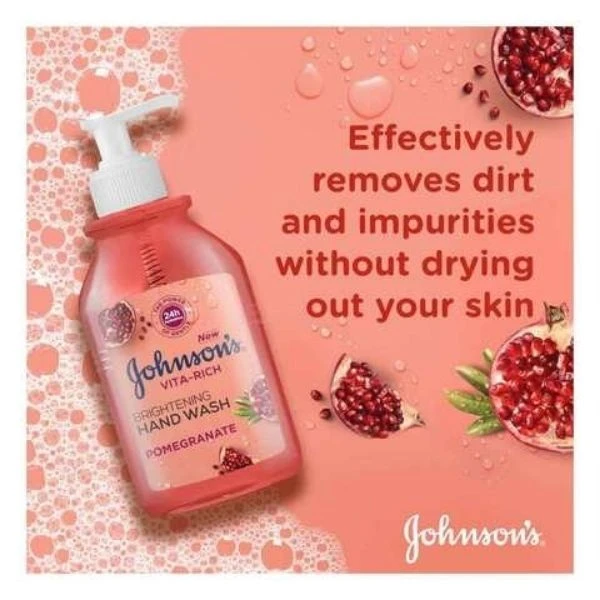 Effectively
removes dirt
and impurities
without drying
out your skin
24h
New
Johnson's
VITA-RICH
BRIGHTENING
HAND WASH
POMEGRANATE
Johnson's